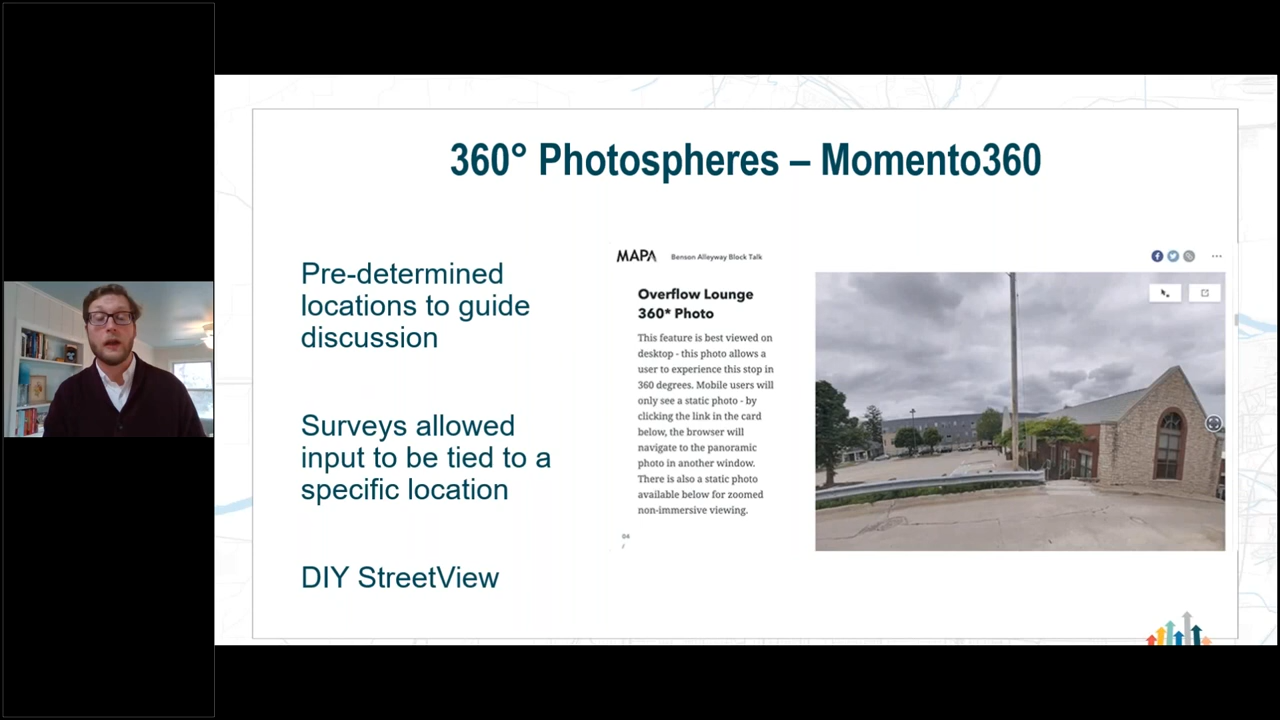 360° Photospheres – Momento360
Pre-determined
locations to guide
discussion
Surveys allowed
input to be tied to a
specific location
DIY StreetView
MAPA Benson Alleyway Block Talk
Overflow Lounge
360* Photo
This feature is best viewed on
desktop - this photo allows a
user to experience this stop in
360 degrees. Mobile users will
only see a static photo - by
clicking the link in the card
below, the browser will
navigate to the panoramic
photo in another window.
There is also a static photo
available below for zoomed
non-immersive viewing.
04
/